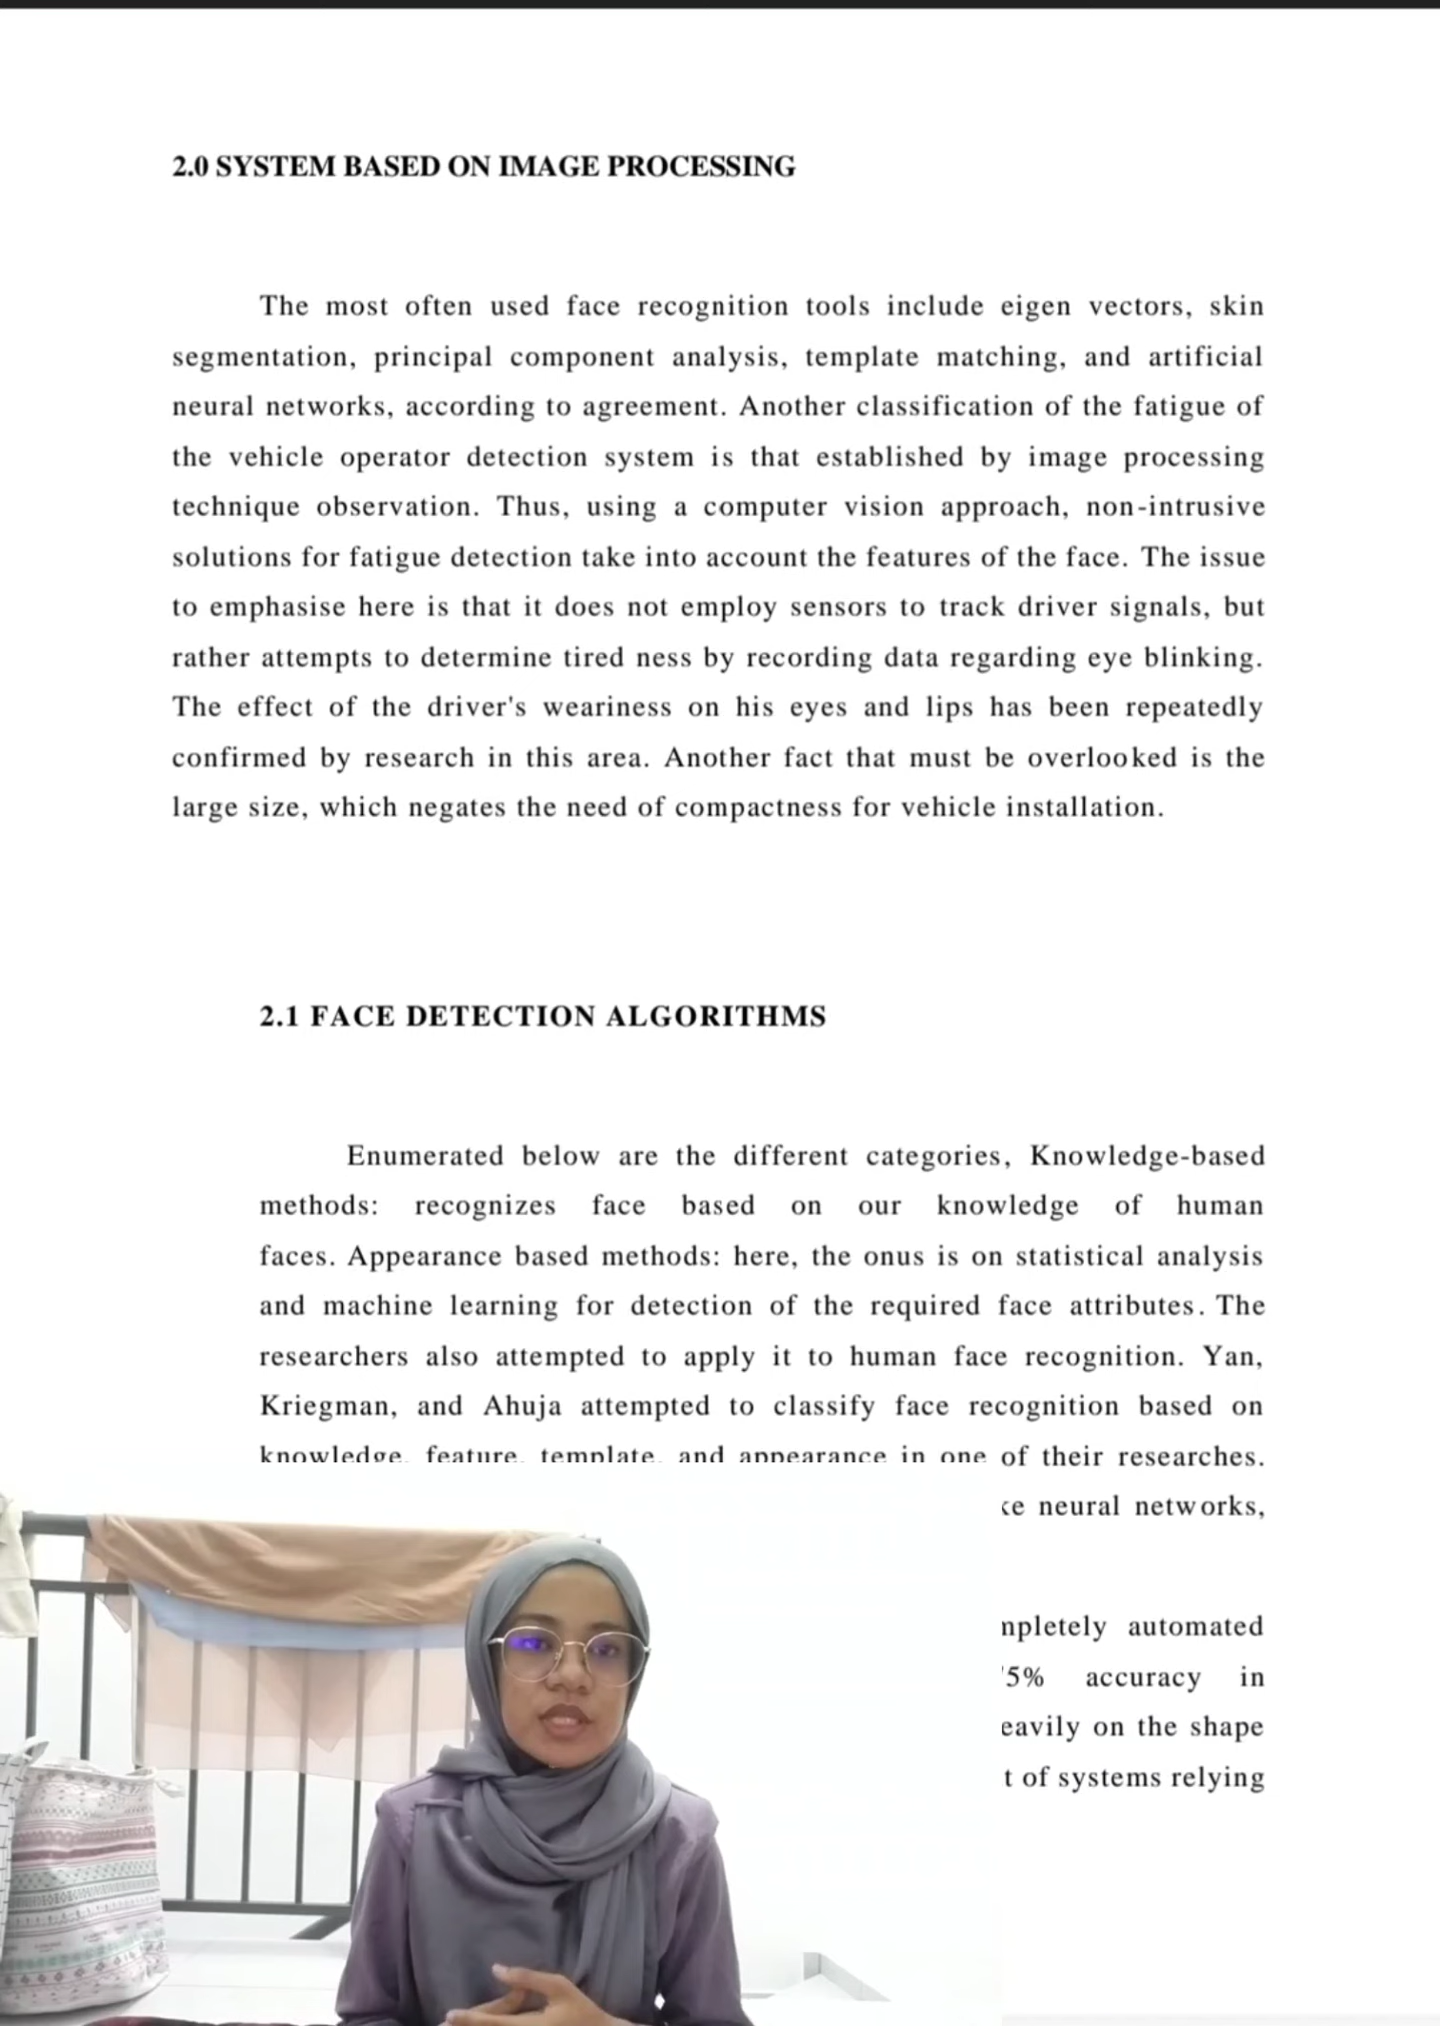 2.0 SYSTEM BASED ON IMAGE PROCESSING
The most often used face recognition tools include eigen vectors, skin
segmentation, principal component analysis, template matching, and artificial
neural networks, according to agreement. Another classification of the fatigue of
the vehicle operator detection system is that established by image processing
technique observation. Thus, using a computer vision approach, non-intrusive
solutions for fatigue detection take into account the features of the face. The issue
to emphasise here is that it does not employ sensors to track driver signals, but
rather attempts to determine tired ness by recording data regarding eye blinking.
The effect of the driver's weariness on his eyes and lips has been repeatedly
confirmed by research in this area. Another fact that must be overlooked is the
large size, which negates the need of compactness for vehicle installation.
2.1 FACE DETECTION ALGORITHMS
Enumerated below are the different categories, Knowledge-based
methods: recognizes face based on our knowledge of human
faces. Appearance based methods: here, the onus is on statistical analysis
and machine learning for detection of the required face attributes. The
researchers also attempted to apply it to human face recognition. Yan,
Kriegman, and Ahuja attempted to classify face recognition based on
knowledge, feature, template, and appearance in one of their researches.
neural networks,
automated
5% accuracy in
on the shape
of systems relying